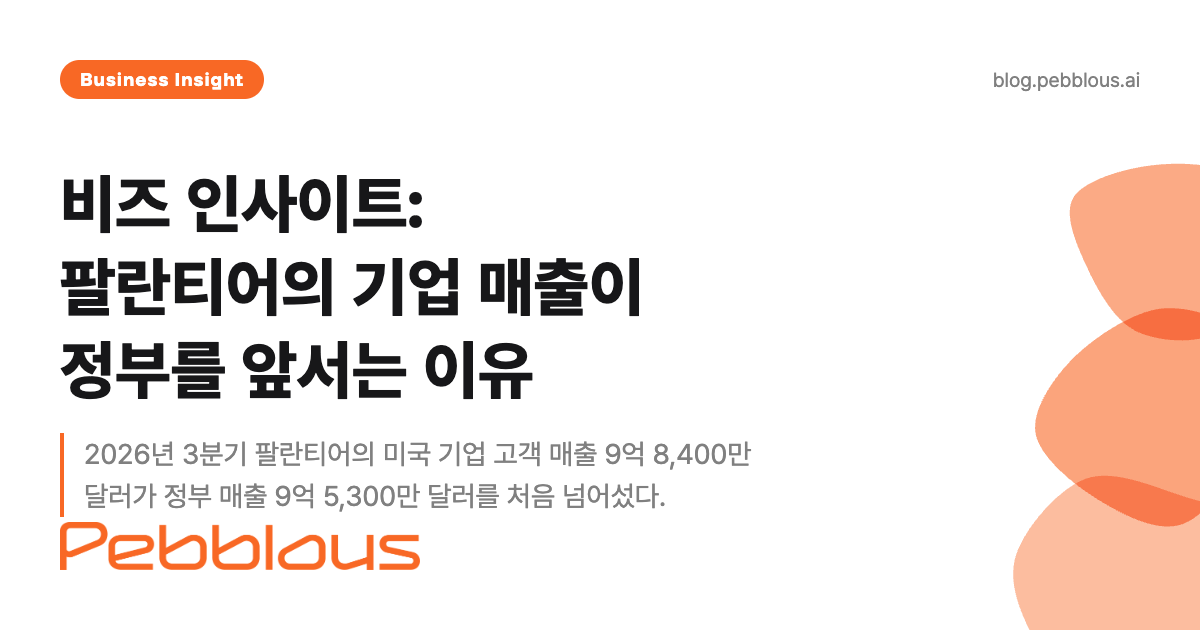 Business Insight
blog.pebblous.ai
비즈 인사이트:
팔란티어의 기업 매출이
정부를 앞서는 이유
2026년 3분기 팔란티어의 미국 기업 고객 매출 9억 8,400만
달러가 정부 매출 9억 5,300만 달러를 처음 넘어섰다.
Pebblous